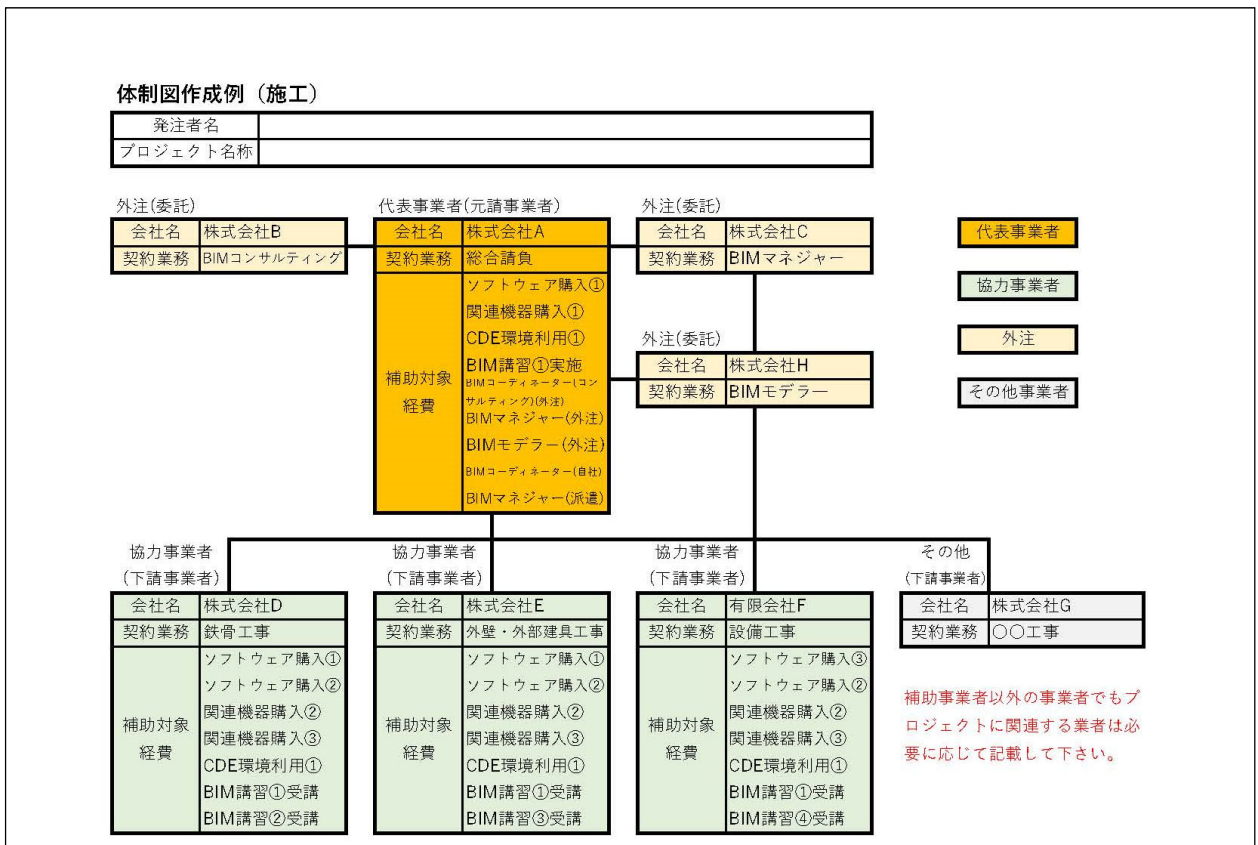 体制図作成例（施工）
発注者名
プロジェクト名称
外注(委託)
会社名 株式会社B
契約業務 BIMコンサルティング
代表事業者(元請事業者)
会社名 株式会社A
契約業務 総合請負
補助対象
経費
ソフトウェア購入①
関連機器購入①
CDE環境利用①
BIM講習①実施
BIMコーディネーター(コン
サルティング)(外注)
BIMマネジャー(外注)
BIMモデラー(外注)
BIMコーディネーター(自社)
BIMマネジャー(派遣)
外注(委託)
会社名 株式会社C
契約業務 BIMマネジャー
外注(委託)
会社名 株式会社H
契約業務 BIMモデラー
代表事業者
協力事業者
外注
その他事業者
協力事業者
(下請事業者)
会社名 株式会社D
契約業務 鉄骨工事
補助対象
経費
ソフトウェア購入①
ソフトウェア購入②
関連機器購入②
関連機器購入③
CDE環境利用①
BIM講習①受講
BIM講習②受講
協力事業者
(下請事業者)
会社名 株式会社E
契約業務 外壁・外部建具工事
補助対象
経費
ソフトウェア購入①
ソフトウェア購入②
関連機器購入②
関連機器購入③
CDE環境利用①
BIM講習①受講
BIM講習③受講
協力事業者
(下請事業者)
会社名 有限会社F
契約業務 設備工事
補助対象
経費
ソフトウェア購入③
ソフトウェア購入②
関連機器購入②
関連機器購入③
CDE環境利用①
BIM講習①受講
BIM講習④受講
その他
(下請事業者)
会社名 株式会社G
契約業務 〇〇工事
補助事業者以外の事業者でもプ
ロジェクトに関連する業者は必
要に応じて記載して下さい。